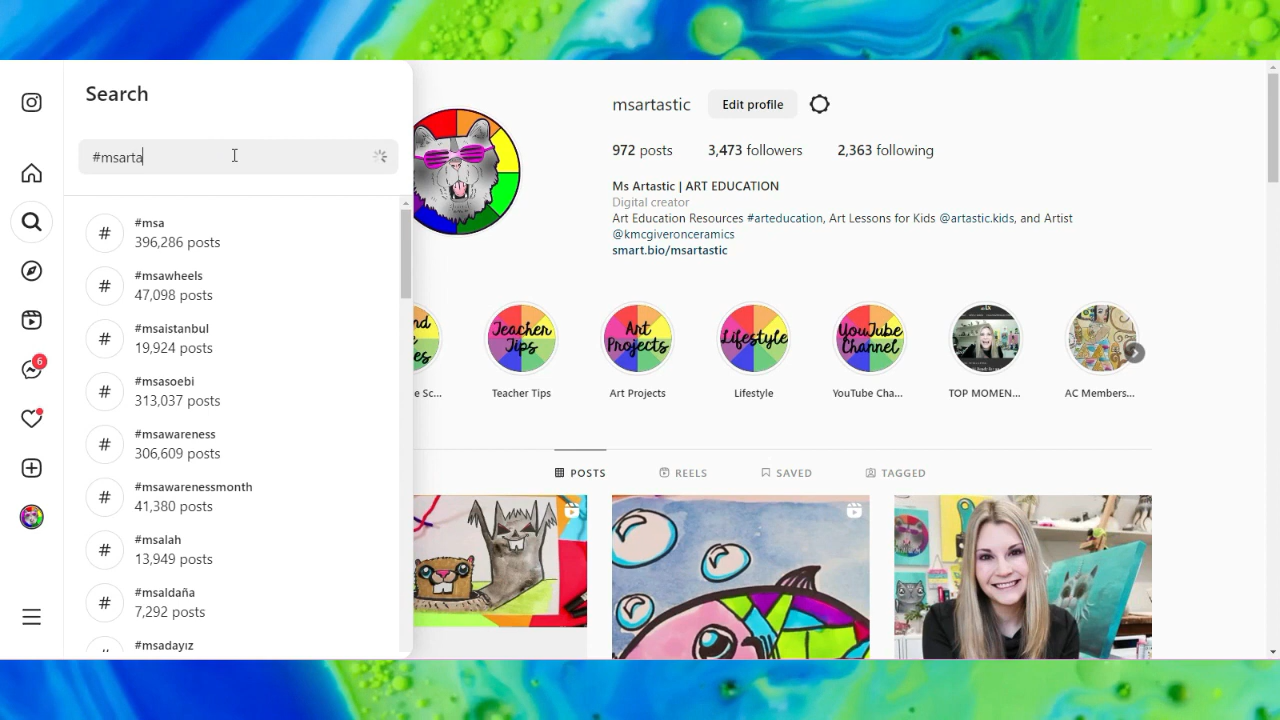 Search
#msarta
#msa
396,286 posts
#msawheels
47,098 posts
#msaistanbul
19,924 posts
#msasoebi
313,037 posts
#msawareness
306,609 posts
#msawarenessmonth
41,380 posts
#msalah
13,949 posts
#msaldaña
7,292 posts
#msadayız
6
msartastic
Edit profile
972 posts 3,473 followers 2,363 following
Ms Artastic | ART EDUCATION
Digital creator
Art Education Resources #arteducation, Art Lessons for Kids @artastic.kids, and Artist
@kmcgiveronceramics
smart.bio/msartastic
Teacher
Tips
Art
Projects
Lifestyle
YouTube
Channel
e Sc... Teacher Tips Art Projects Lifestyle YouTube Cha... TOP MOMEN... AC Members...
POSTS REELS SAVED TAGGED